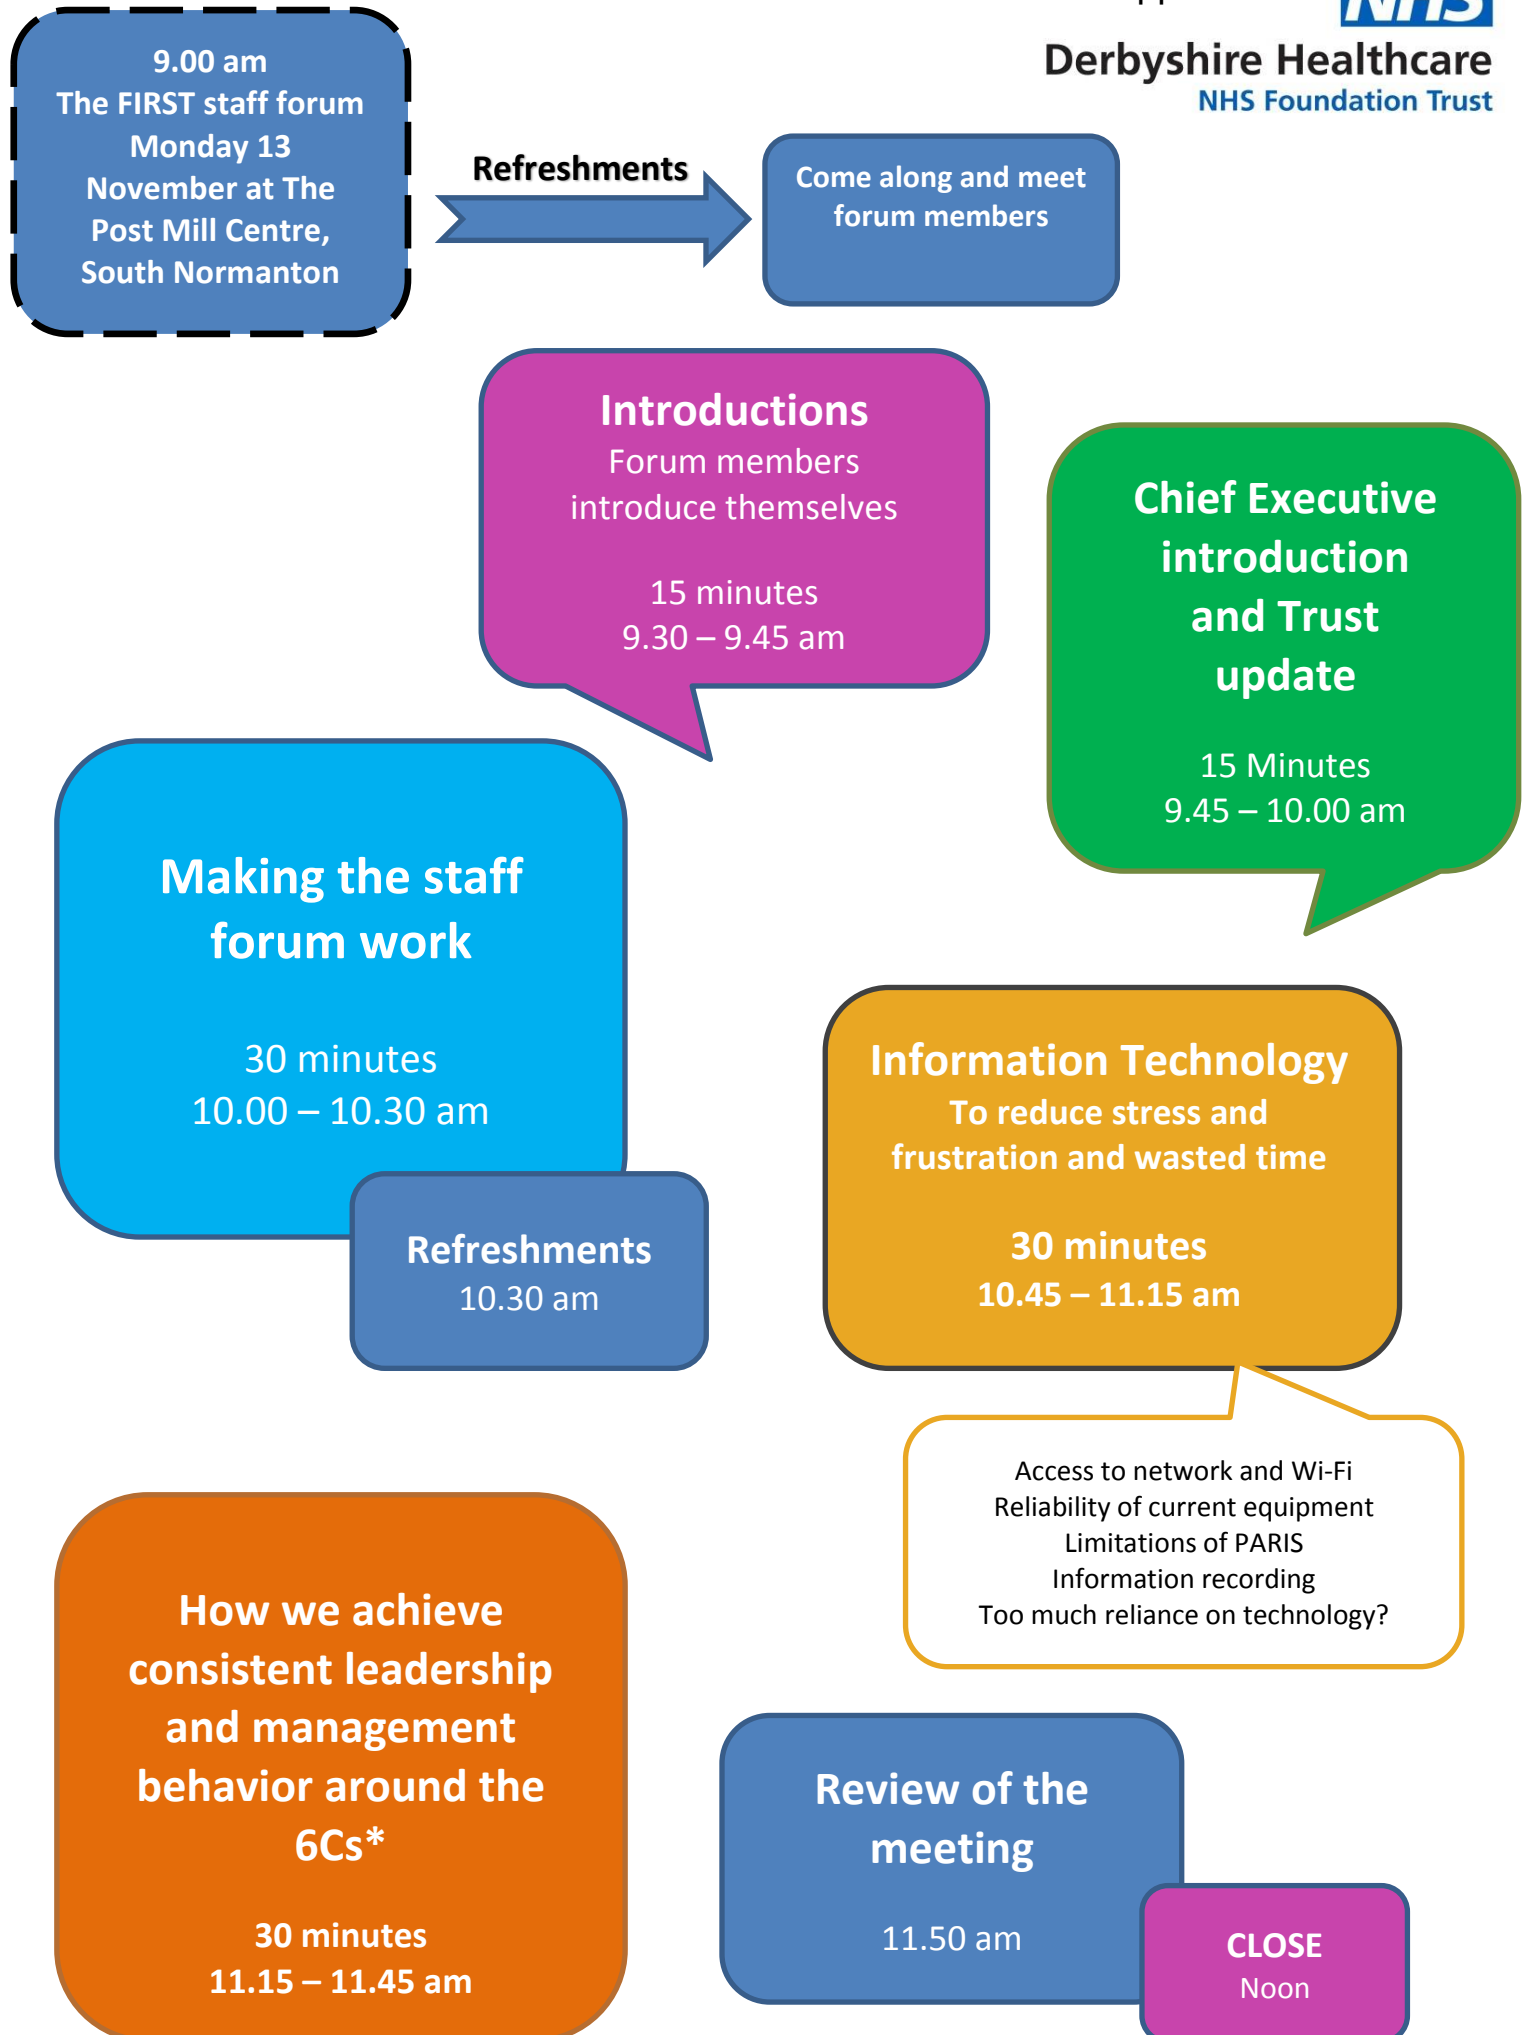 NHS
Derbyshire Healthcare
NHS Foundation Trust
9.00 am
The FIRST staff forum
Monday 13
November at The
Post Mill Centre,
South Normanton
Refreshments
Come along and meet
forum members
Introductions
Forum members
introduce themselves
15 minutes
9.30 – 9.45 am
Chief Executive
introduction
and Trust
update
15 Minutes
9.45 – 10.00 am
Making the staff
forum work
30 minutes
10.00 – 10.30 am
Refreshments
10.30 am
Information Technology
To reduce stress and
frustration and wasted time
30 minutes
10.45 – 11.15 am
Access to network and Wi-Fi
Reliability of current equipment
Limitations of PARIS
Information recording
Too much reliance on technology?
How we achieve
consistent leadership
and management
behavior around the
6Cs*
30 minutes
11.15 – 11.45 am
Review of the
meeting
11.50 am
CLOSE
Noon